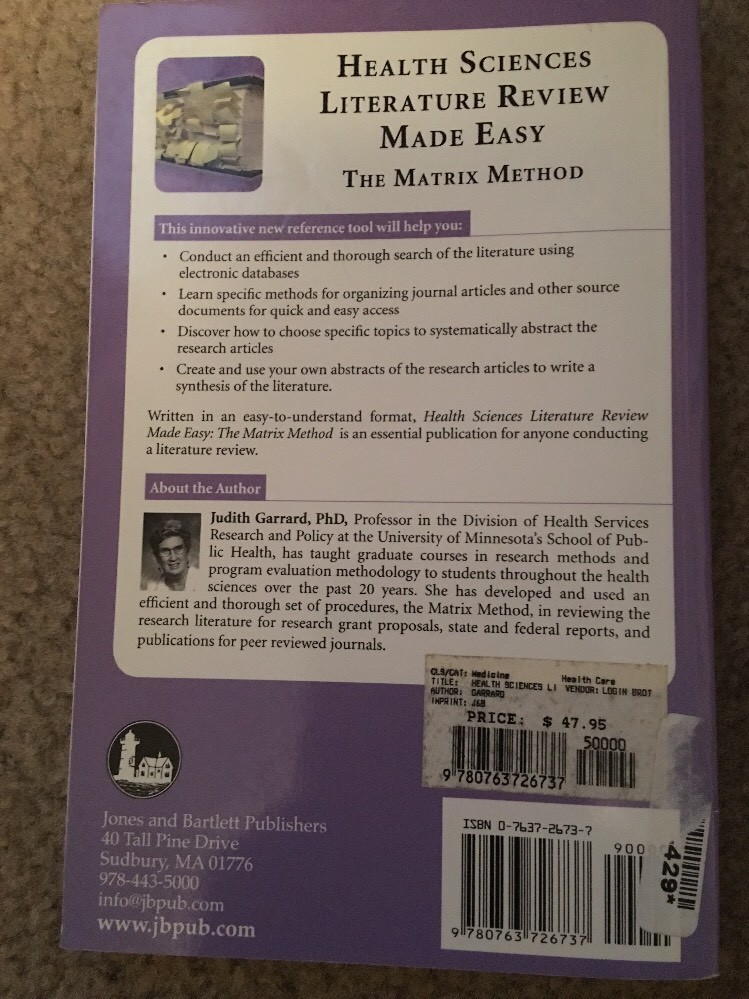 HEALTH SCIENCES
LITERATURE REVIEW
MADE EASY
THE MATRIX METHOD
This innovative new reference tool will help you:
• Conduct an efficient and thorough search of the literature using
electronic databases
• Learn specific methods for organizing journal articles and other source
documents for quick and easy access
• Discover how to choose specific topics to systematically abstract the
research articles
• Create and use your own abstracts of the research articles to write a
synthesis of the literature.
Written in an easy-to-understand format, Health Sciences Literature Review
Made Easy: The Matrix Method is an essential publication for anyone conducting
a literature review.
About the Author
Judith Garrard, PhD, Professor in the Division of Health Services
Research and Policy at the University of Minnesota's School of Pub-
lic Health, has taught graduate courses in research methods and
program evaluation methodology to students throughout the health
sciences over the past 20 years. She has developed and used an
efficient and thorough set of procedures, the Matrix Method, in reviewing the
research literature for research grant proposals, state and federal reports, and
publications for peer reviewed journals.
CLS/CAT: Medicine Health Care
TITLE: HEALTH SCIENCES LI VENDOR: LOGIN BROT
AUTHOR: GARRARD
IMPRINT: J&B
PRICE: $ 47.95
50000
9 780763 726737
Jones and Bartlett Publishers
40 Tall Pine Drive
Sudbury, MA 01776
978-443-5000
info@jbpub.com
www.jbpub.com
ISBN 0-7637-2673-7
900
9 780763 726737
429*